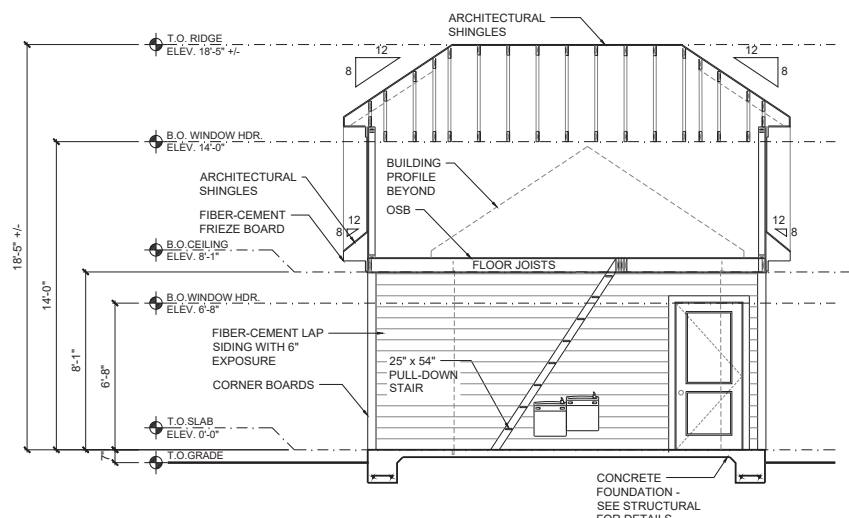 ARCHITECTURAL
SHINGLES
T.O. RIDGE
ELEV. 18'-5" +/-
12
8
12
8
B.O. WINDOW HDR.
ELEV. 14'-0"
BUILDING
PROFILE
BEYOND
OSB
ARCHITECTURAL
SHINGLES
FIBER-CEMENT
FRIEZE BOARD
12
8
12
8
B.O.CEILING
ELEV. 8'-1"
FLOOR JOISTS
B.O.WINDOW HDR.
ELEV. 6'-8"
FIBER-CEMENT LAP
SIDING WITH 6"
EXPOSURE
25" x 54"
PULL-DOWN
STAIR
CORNER BOARDS
T.O.SLAB
ELEV. 0'-0"
T.O.GRADE
18'-5" +/-
14'-0"
8'-1"
6'-8"
7"
CONCRETE
FOUNDATION -
SEE STRUCTURAL
FOR DETAILS